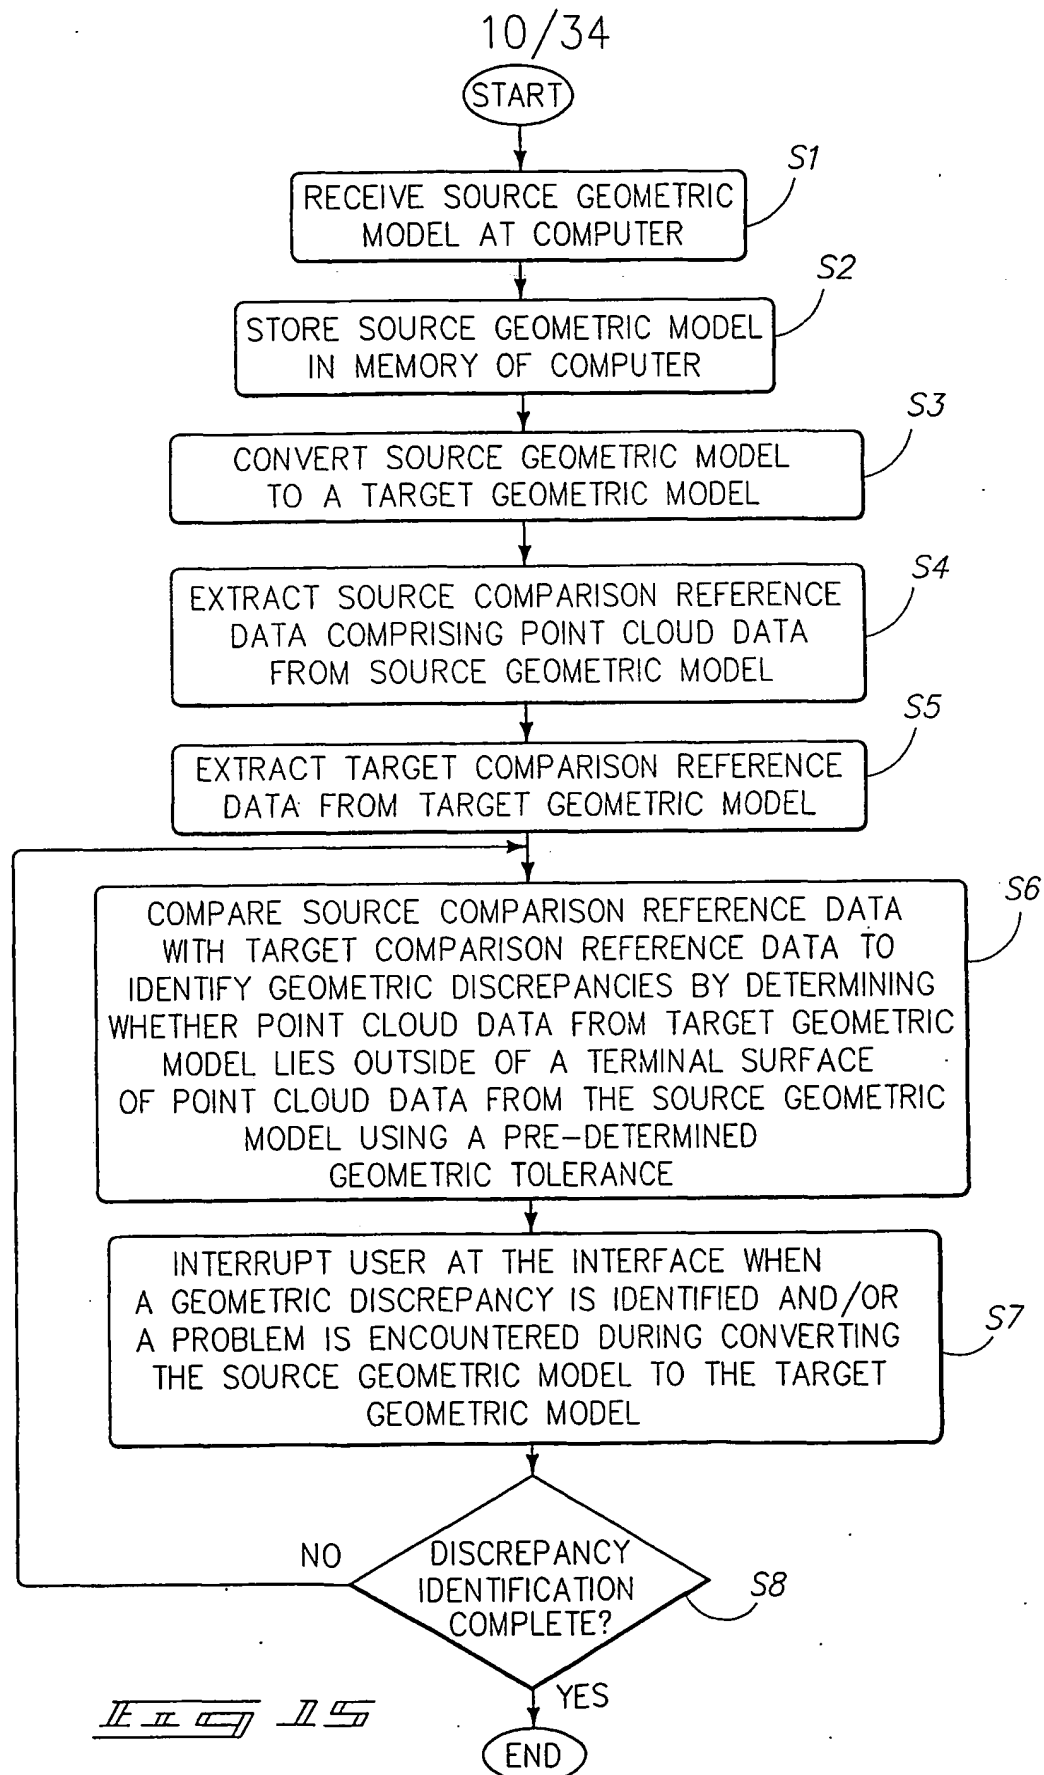 10/34
START
S1
RECEIVE SOURCE GEOMETRIC
MODEL AT COMPUTER
S2
STORE SOURCE GEOMETRIC MODEL
IN MEMORY OF COMPUTER
S3
CONVERT SOURCE GEOMETRIC MODEL
TO A TARGET GEOMETRIC MODEL
S4
EXTRACT SOURCE COMPARISON REFERENCE
DATA COMPRISING POINT CLOUD DATA
FROM SOURCE GEOMETRIC MODEL
S5
EXTRACT TARGET COMPARISON REFERENCE
DATA FROM TARGET GEOMETRIC MODEL
S6
COMPARE SOURCE COMPARISON REFERENCE DATA
WITH TARGET COMPARISON REFERENCE DATA TO
IDENTIFY GEOMETRIC DISCREPANCIES BY DETERMINING
WHETHER POINT CLOUD DATA FROM TARGET GEOMETRIC
MODEL LIES OUTSIDE OF A TERMINAL SURFACE
OF POINT CLOUD DATA FROM THE SOURCE GEOMETRIC
MODEL USING A PRE-DETERMINED
GEOMETRIC TOLERANCE
INTERRUPT USER AT THE INTERFACE WHEN
A GEOMETRIC DISCREPANCY IS IDENTIFIED AND/OR
A PROBLEM IS ENCOUNTERED DURING CONVERTING
THE SOURCE GEOMETRIC MODEL TO THE TARGET
GEOMETRIC MODEL
S7
NO
DISCREPANCY
IDENTIFICATION
COMPLETE?
S8
YES
END
FIG 15